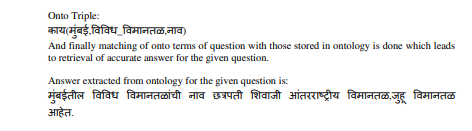 Onto Triple:
काय(मुंबई,विविध_विमानतळ,नाव)
And finally matching of onto terms of question with those stored in ontology is done which leads
to retrieval of accurate answer for the given question.
Answer extracted from ontology for the given question is:
मुंबईतील विविध विमानतळांची नाव छत्रपती शिवाजी आंतरराष्ट्रीय विमानतळ,जुहू विमानतळ
आहेत.